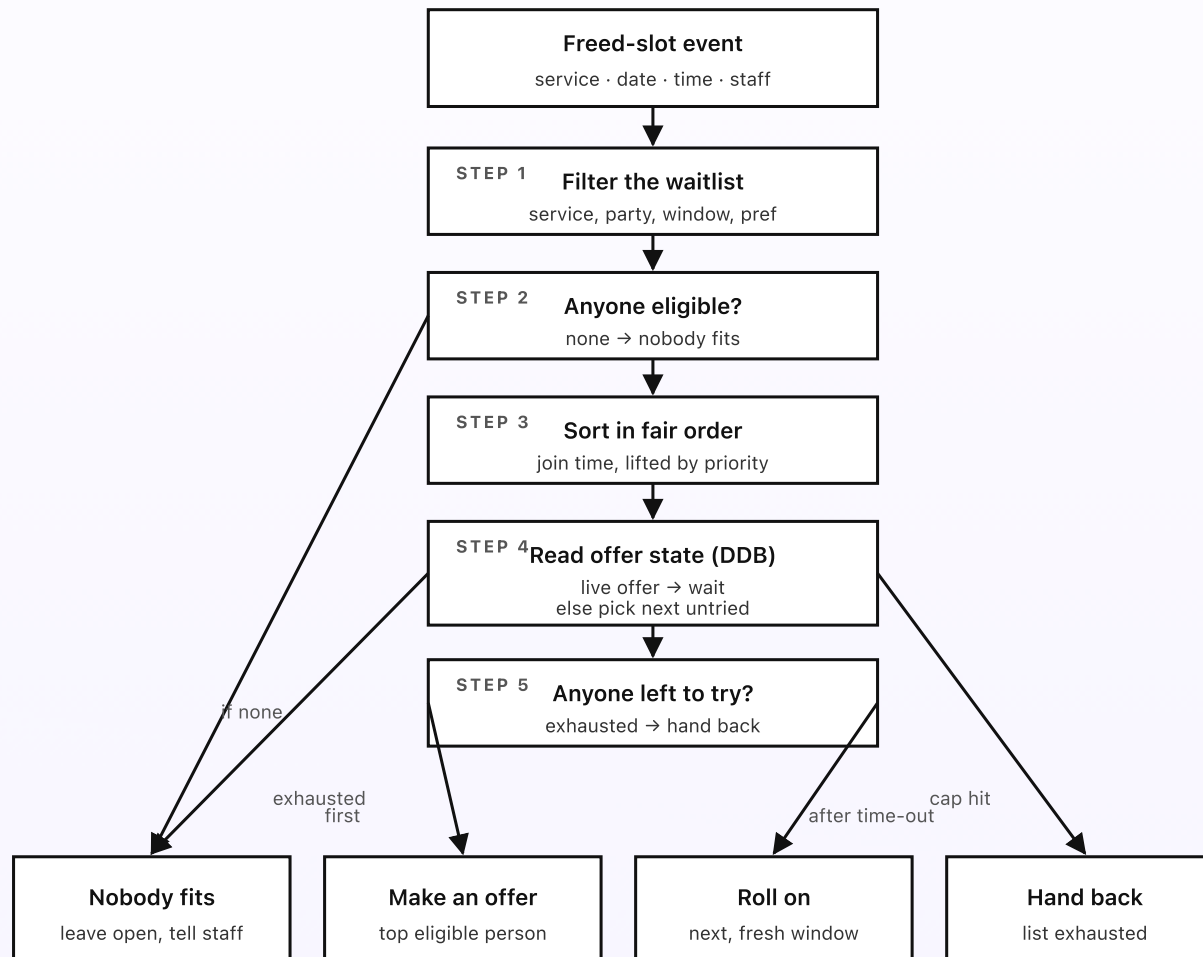 Freed-slot event
service · date · time · staff
STEP 1
Filter the waitlist
service, party, window, pref
STEP 2
Anyone eligible?
none → nobody fits
STEP 3
Sort in fair order
join time, lifted by priority
STEP 4
Read offer state (DDB)
live offer → wait
else pick next untried
STEP 5
Anyone left to try?
exhausted → hand back
if none
exhausted
first
after time-out
cap hit
Nobody fits
leave open, tell staff
Make an offer
top eligible person
Roll on
next, fresh window
Hand back
list exhausted